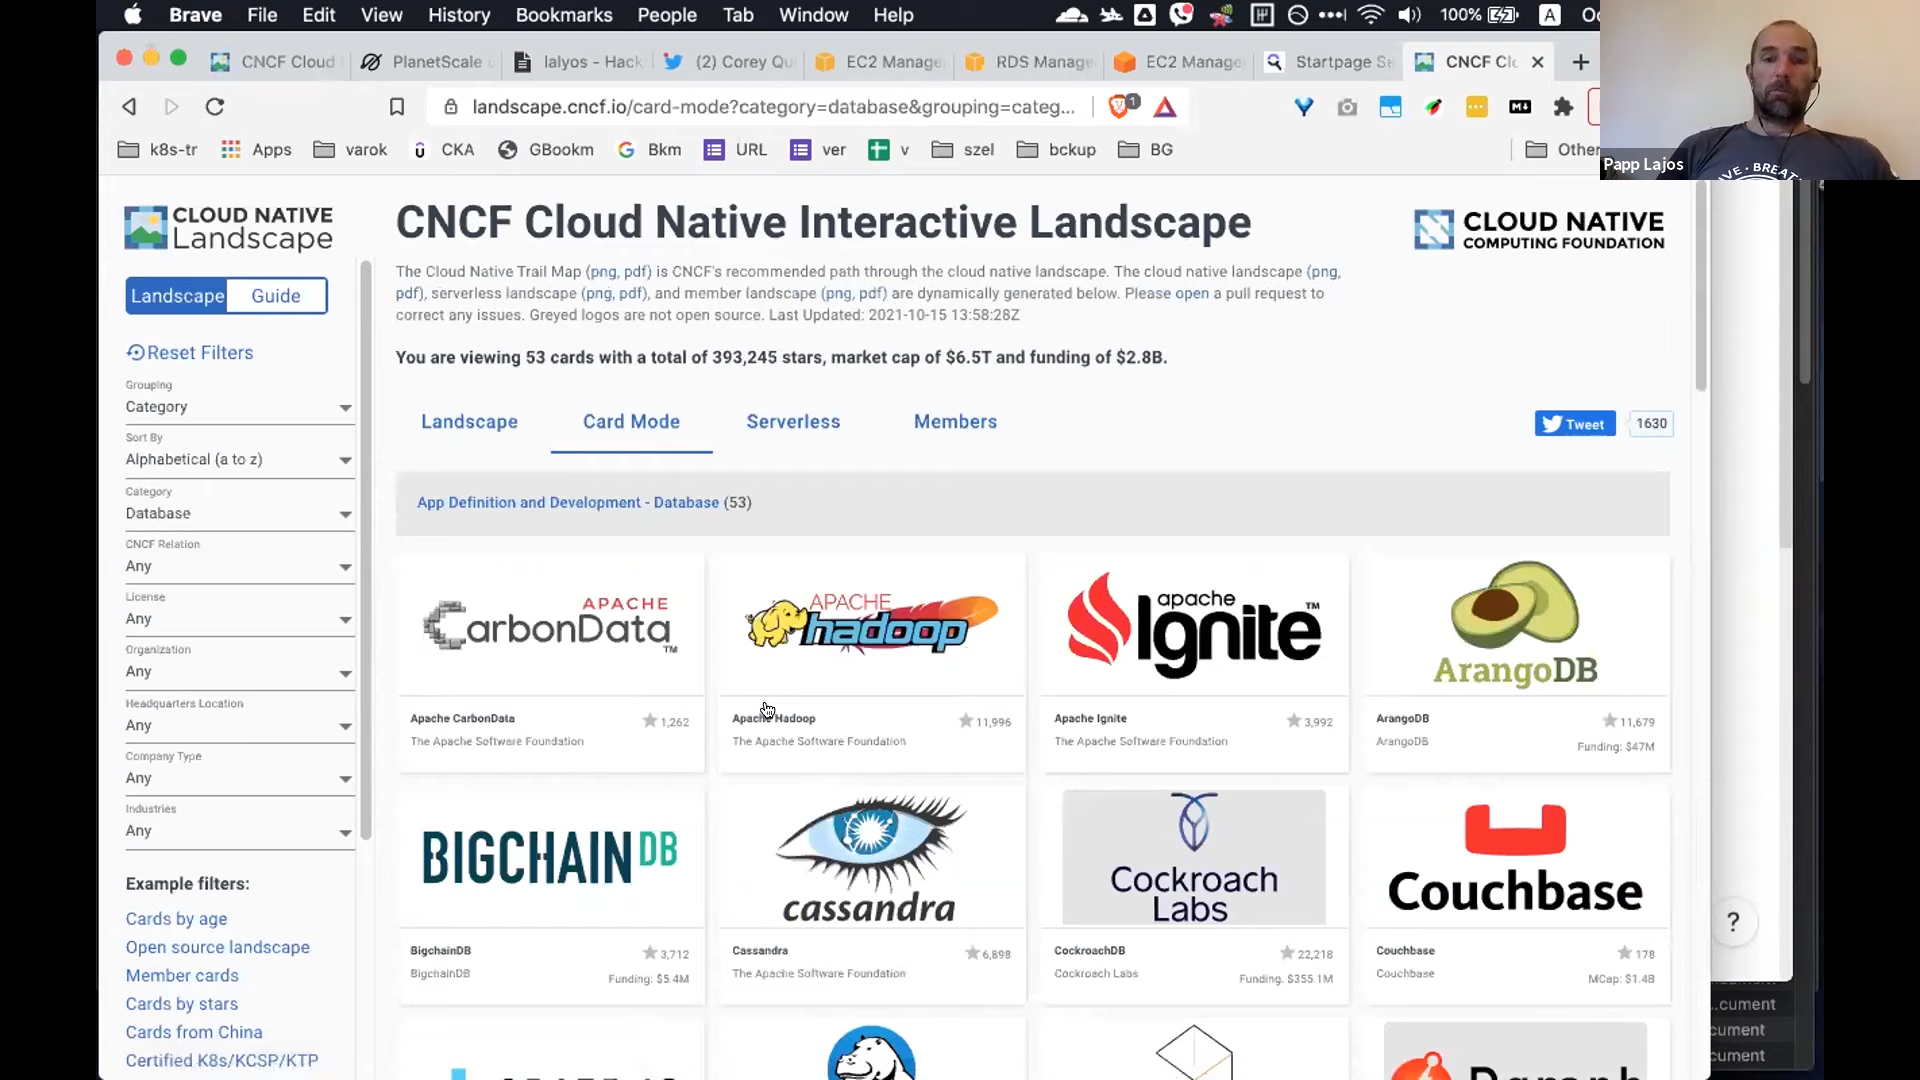 Brave File Edit View History Bookmarks People Tab Window Help 100% A Oc
CNCF Cloud PlanetScale lalyos - Hack (2) Corey Qu EC2 Manage RDS Manage EC2 Manage Startpage Se CNCF Clo
landscape.cncf.io/card-mode?category=database&grouping=categ... 1
k8s-tr Apps varok CKA GBookm Bkm URL ver v szel bckup BG Other
Papp Lajos
VE • BREAT
CLOUD NATIVE
Landscape
CNCF Cloud Native Interactive Landscape
CLOUD NATIVE
COMPUTING FOUNDATION
The Cloud Native Trail Map (png, pdf) is CNCF's recommended path through the cloud native landscape. The cloud native landscape (png,
pdf), serverless landscape (png, pdf), and member landscape (png, pdf) are dynamically generated below. Please open a pull request to
correct any issues. Greyed logos are not open source. Last Updated: 2021-10-15 13:58:28Z
You are viewing 53 cards with a total of 393,245 stars, market cap of $6.5T and funding of $2.8B.
Landscape Guide
Reset Filters
Grouping
Category
Sort By
Alphabetical (a to z)
Category
Database
CNCF Relation
Any
License
Any
Organization
Any
Headquarters Location
Any
Company Type
Any
Industries
Any
Example filters:
Cards by age
Open source landscape
Member cards
Cards by stars
Cards from China
Certified K8s/KCSP/KTP
Landscape Card Mode Serverless Members
Tweet 1630
App Definition and Development - Database (53)
APACHE
CarbonData
TM
APACHE
hadoop
apache
Ignite
TM
ArangoDB
Apache CarbonData 1,262
The Apache Software Foundation
Apache Hadoop 11,996
The Apache Software Foundation
Apache Ignite 3,992
The Apache Software Foundation
ArangoDB 11,679
ArangoDB Funding: $47M
BIGCHAINDB
cassandra
Cockroach
Labs
Couchbase
BigchainDB 3,712
BigchainDB Funding: $5.4M
Cassandra 6,898
The Apache Software Foundation
CockroachDB 22,218
Cockroach Labs Funding: $355.1M
Couchbase 178
Couchbase MCap: $1.4B
Dgraph
?
...cument
cument
cument